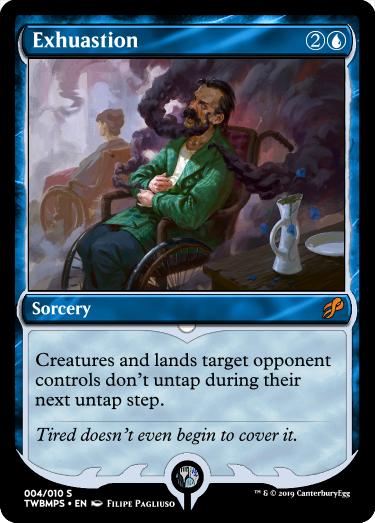 Exhuastion 2
Sorcery
Creatures and lands target opponent
controls don't untap during their
next untap step.
Tired doesn't even begin to cover it.
004/010 S
TWBMPS • EN Filipe Pagliuso
™ & © 2019 CanterburyEgg